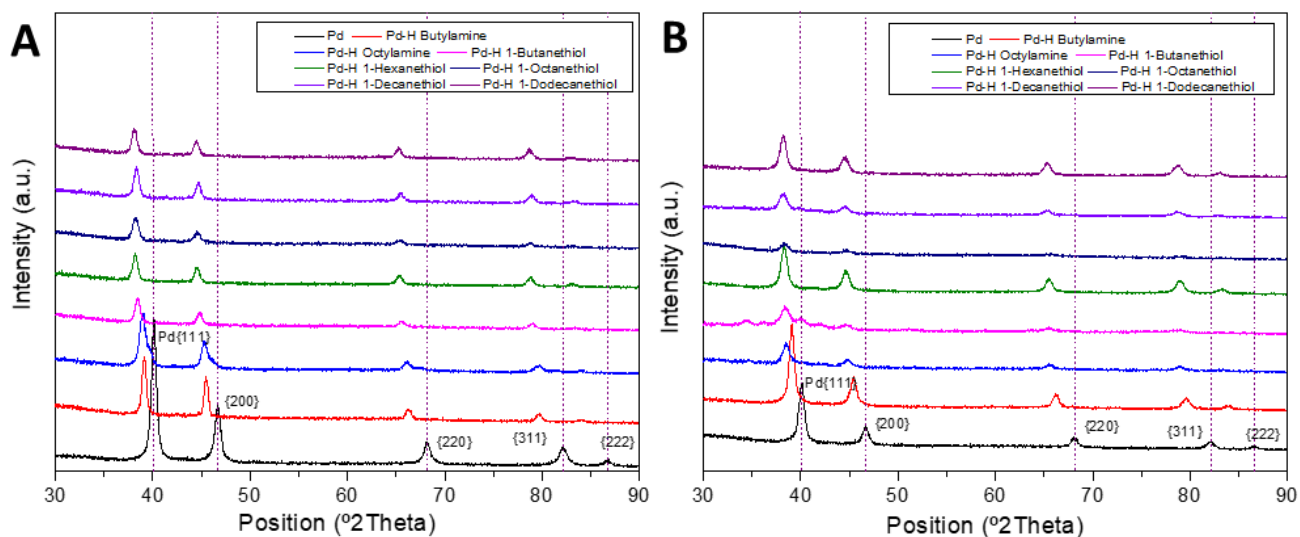 A
Pd Pd-H Butylamine
Pd-H Octylamine Pd-H 1-Butanethiol
Pd-H 1-Hexanethiol Pd-H 1-Octanethiol
Pd-H 1-Decanethiol Pd-H 1-Dodecanethiol
Intensity (a.u.)
Pd{111}
{200}
{220}
{311}
{222}
30 40 50 60 70 80 90
Position (º2Theta)
B
Pd Pd-H Butylamine
Pd-H Octylamine Pd-H 1-Butanethiol
Pd-H 1-Hexanethiol Pd-H 1-Octanethiol
Pd-H 1-Decanethiol Pd-H 1-Dodecanethiol
Intensity (a.u.)
Pd{111}
{200}
{220}
{311}
{222}
30 40 50 60 70 80 90
Position (º2Theta)